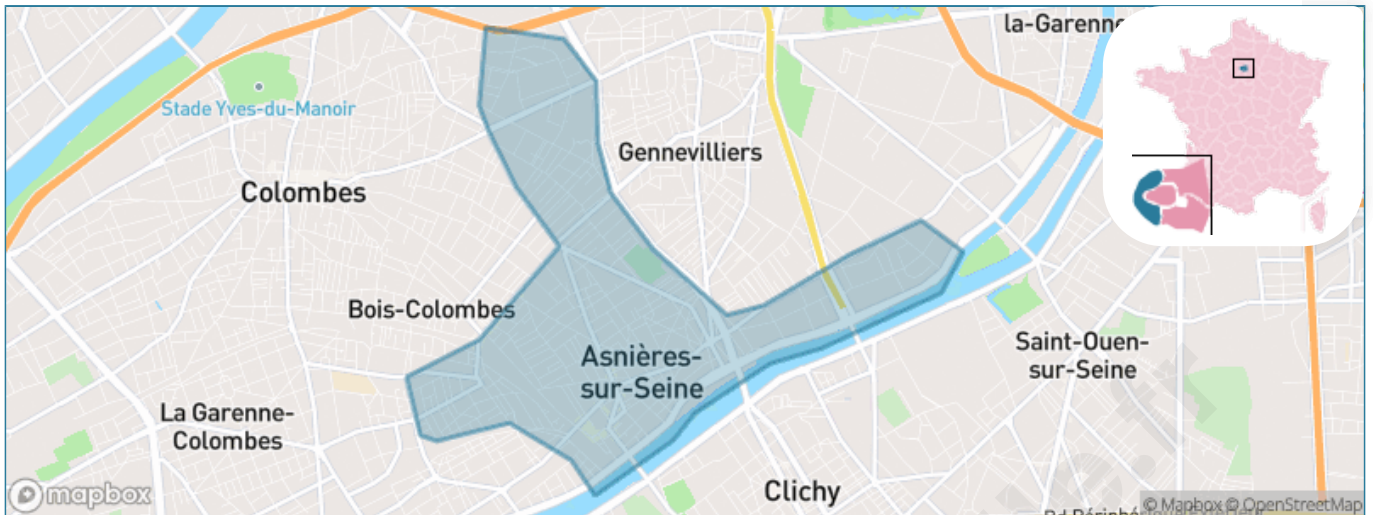 la-Garenne
Stade Yves-du-Manoir
Gennevilliers
Colombes
Bois-Colombes
Asnières-
sur-Seine
Saint-Ouen-
sur-Seine
La Garenne-
Colombes
Clichy
mapbox
© Mapbox © OpenStreetMap